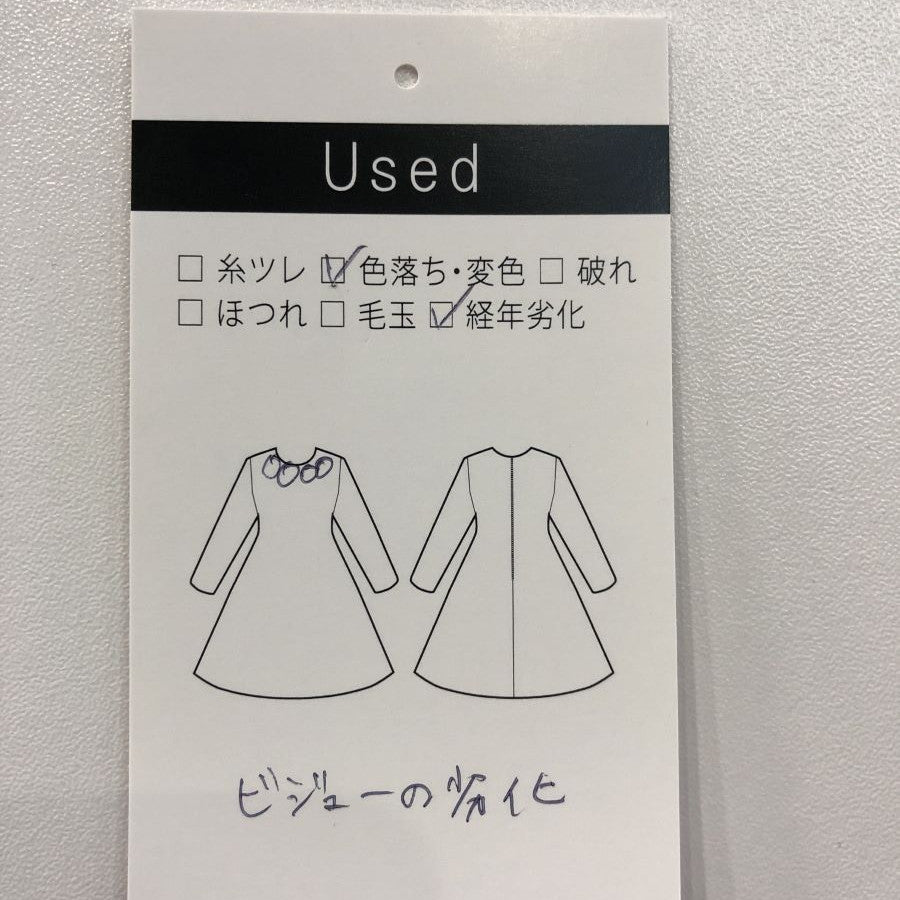 Used
□ 糸ツレ ☑ 色落ち・変色 □ 破れ
□ ほつれ □ 毛玉 ☑ 経年劣化
ビジューの劣化